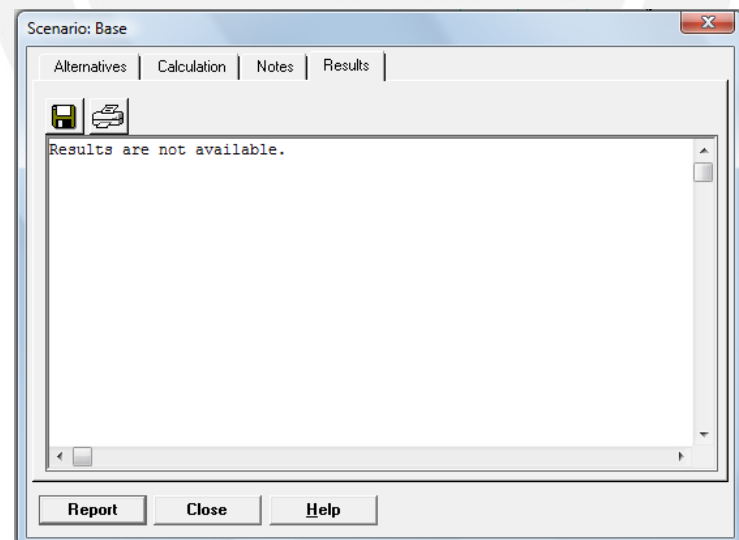 Scenario: Base
Alternatives Calculation Notes Results
Results are not available.
Report Close Help